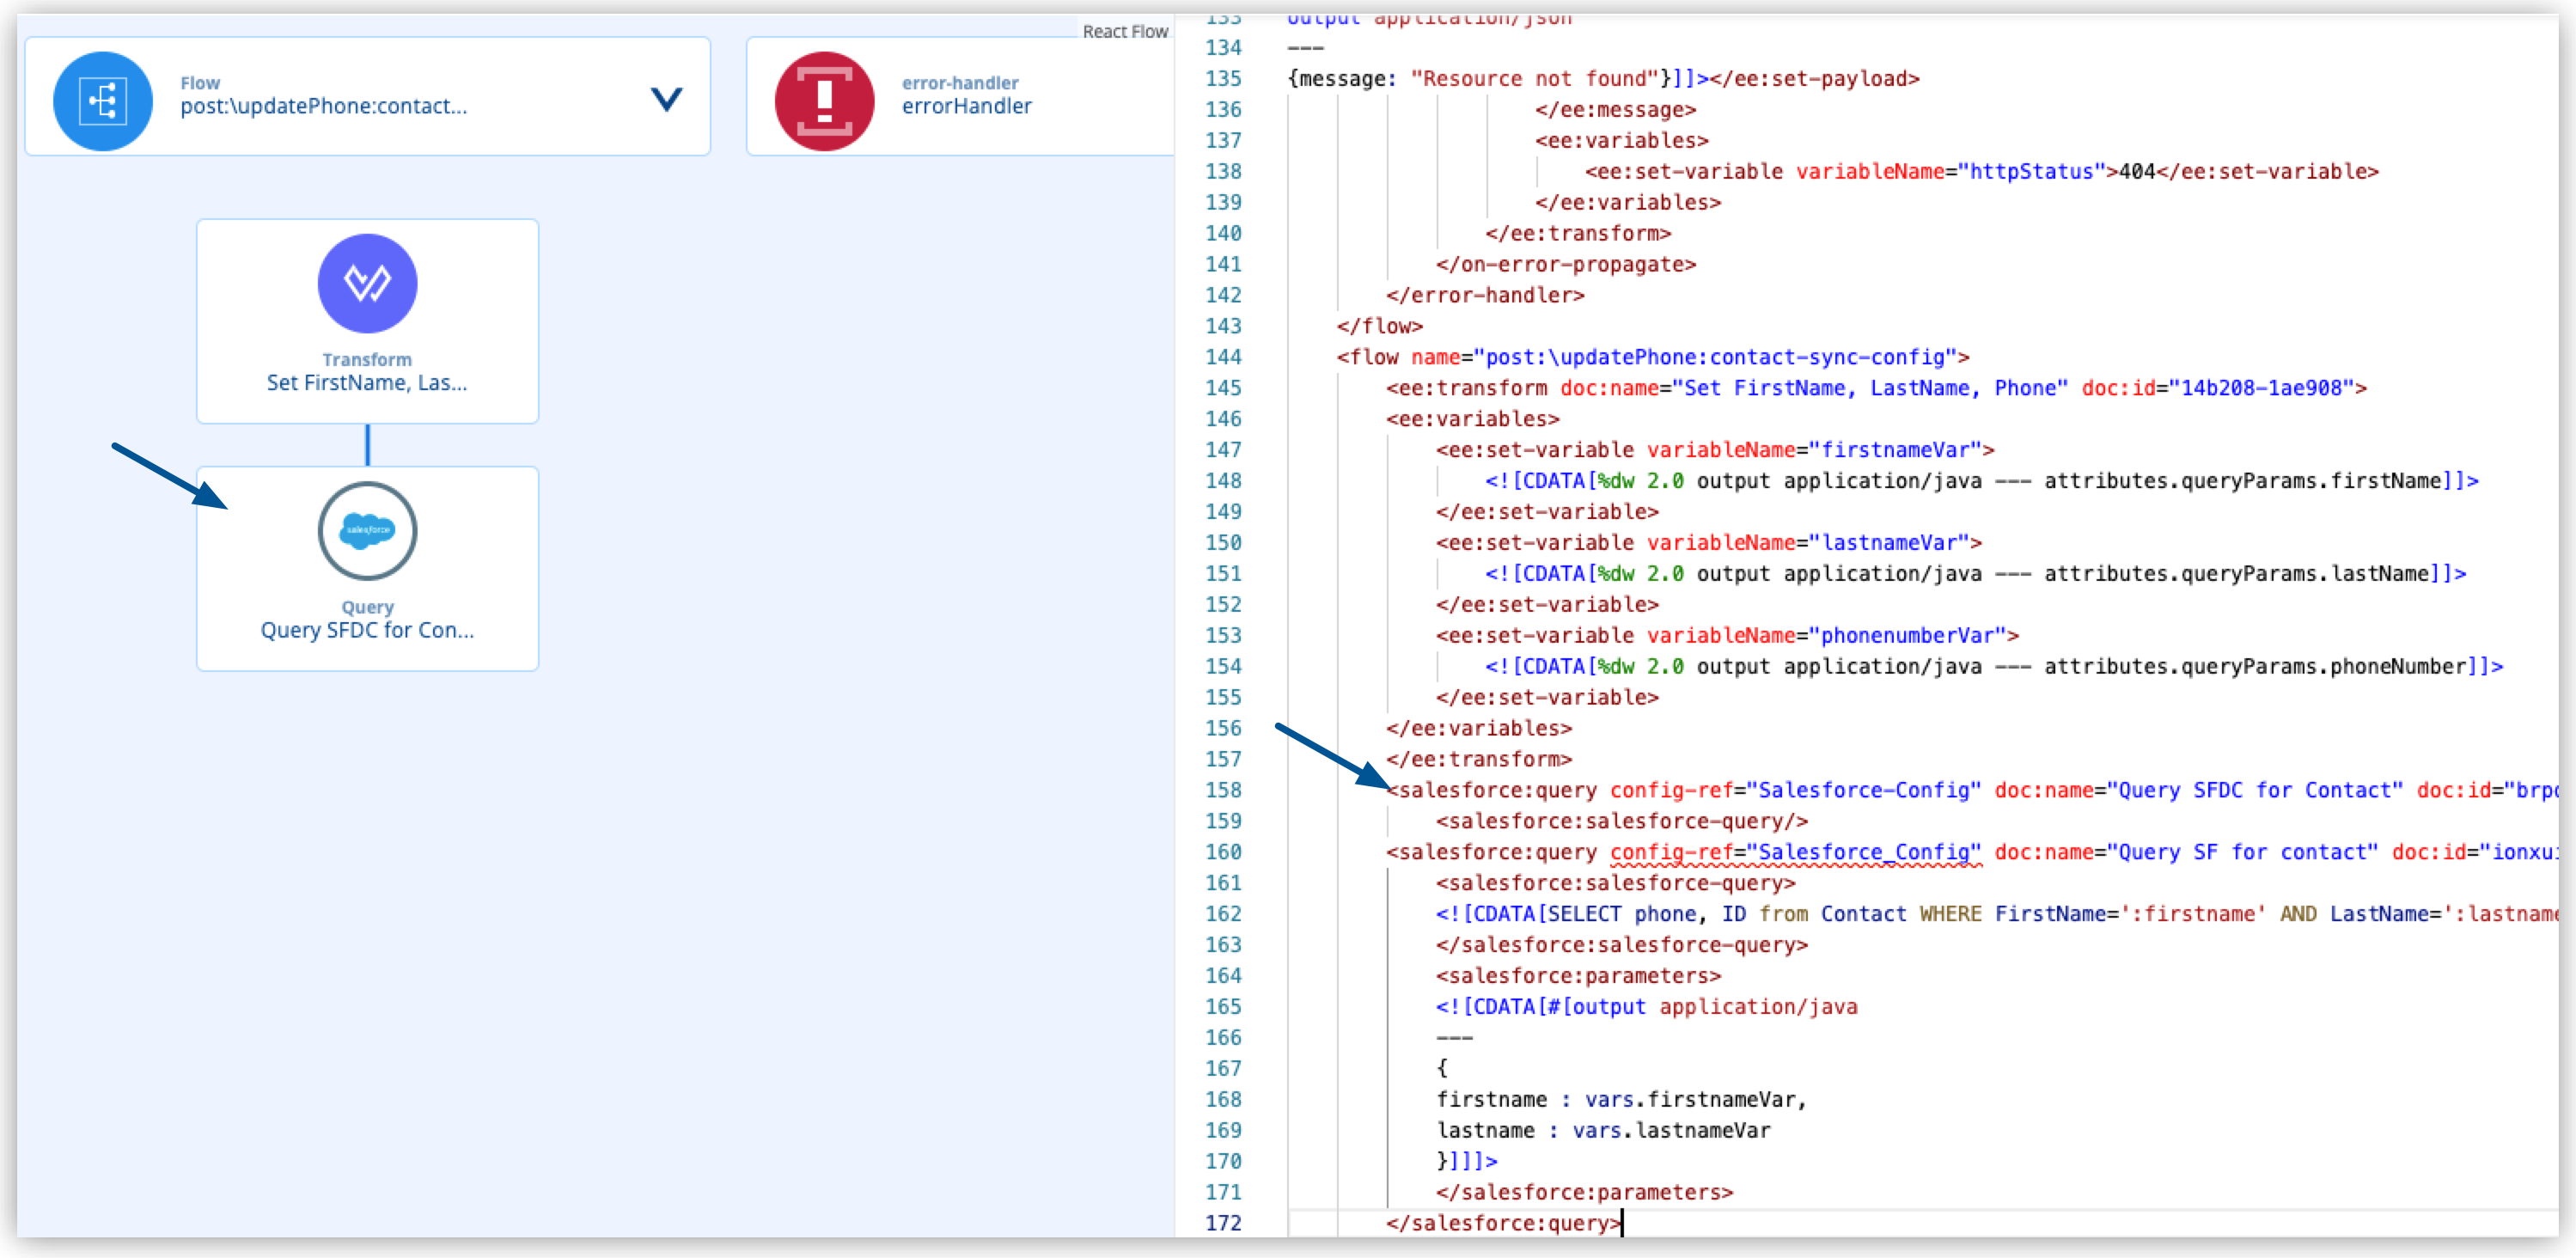 React Flow
Flow
post:\updatePhone:contact...
error-handler
errorHandler
Transform
Set FirstName, Las...
salesforce
Query
Query SFDC for Con...
133 output application/json
134 ---
135 {message: "Resource not found"}]]></ee:set-payload>
136 </ee:message>
137 <ee:variables>
138 <ee:set-variable variableName="httpStatus">404</ee:set-variable>
139 </ee:variables>
140 </ee:transform>
141 </on-error-propagate>
142 </error-handler>
143 </flow>
144 <flow name="post:\updatePhone:contact-sync-config">
145 <ee:transform doc:name="Set FirstName, LastName, Phone" doc:id="14b208-1ae908">
146 <ee:variables>
147 <ee:set-variable variableName="firstnameVar">
148 <![CDATA[%dw 2.0 output application/java --- attributes.queryParams.firstName]]>
149 </ee:set-variable>
150 <ee:set-variable variableName="lastnameVar">
151 <![CDATA[%dw 2.0 output application/java --- attributes.queryParams.lastName]]>
152 </ee:set-variable>
153 <ee:set-variable variableName="phonenumberVar">
154 <![CDATA[%dw 2.0 output application/java --- attributes.queryParams.phoneNumber]]>
155 </ee:set-variable>
156 </ee:variables>
157 </ee:transform>
158 <salesforce:query config-ref="Salesforce-Config" doc:name="Query SFDC for Contact" doc:id="brp
159 <salesforce:salesforce-query/>
160 <salesforce:query config-ref="Salesforce_Config" doc:name="Query SF for contact" doc:id="ionxu
161 <salesforce:salesforce-query>
162 <![CDATA[SELECT phone, ID from Contact WHERE FirstName=':firstname' AND LastName=':lastname
163 </salesforce:salesforce-query>
164 <salesforce:parameters>
165 <![CDATA[#[output application/java
166 ---
167 {
168 firstname : vars.firstnameVar,
169 lastname : vars.lastnameVar
170 }]]]>
171 </salesforce:parameters>
172 </salesforce:query>